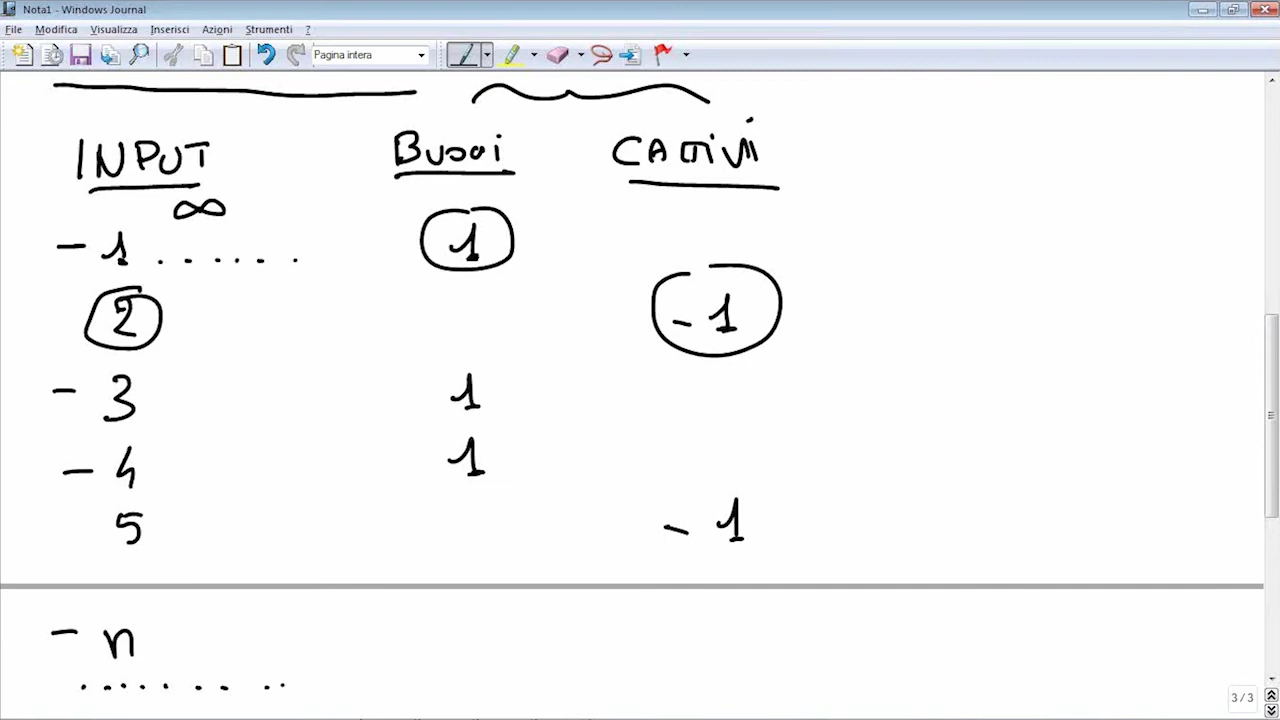 Nota1 - Windows Journal
File Modifica Visualizza Inserisci Azioni Strumenti ?
Pagina intera
INPUT BUONI CATTIVI
∞
- 1 ...... 1
2 - 1
- 3 1
- 4 1
5 - 1
- n
........
3 / 3